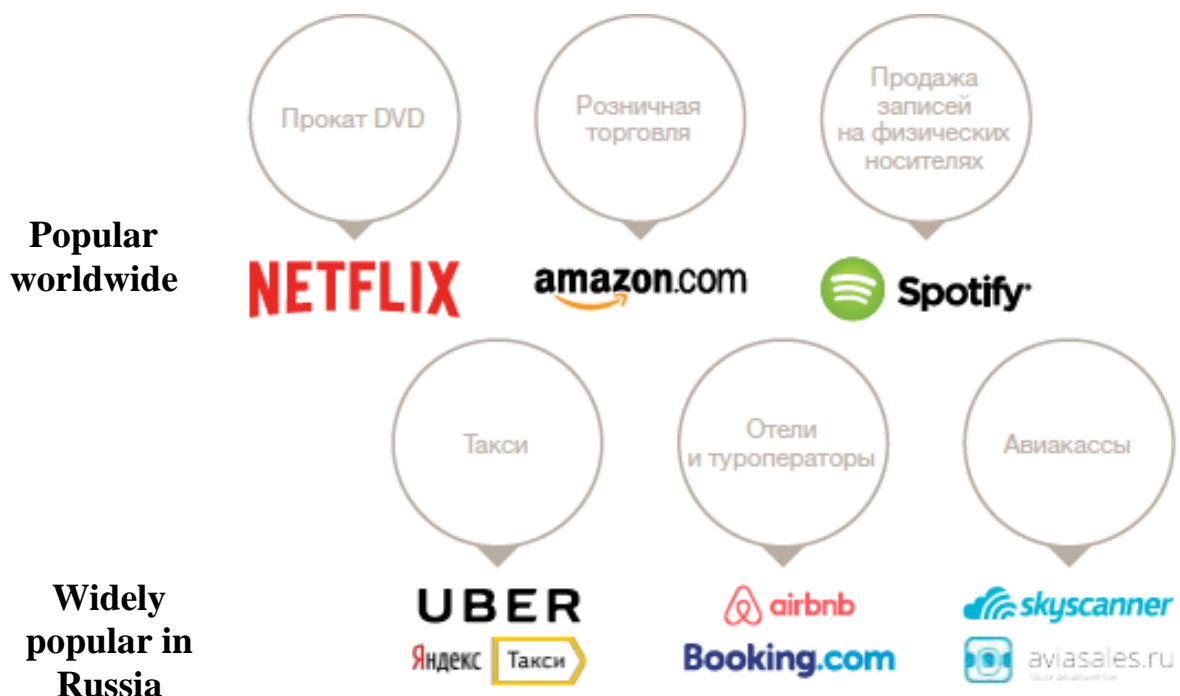 Прокат DVD
Розничная
торговля
Продажа
записей
на физических
носителях
Popular
worldwide
NETFLIX
amazon.com
Spotify
Такси
Отели
и туроператоры
Авиакассы
Widely
popular in
Russia
UBER
airbnb
skyscanner
Яндекс Такси
Booking.com
aviasales.ru